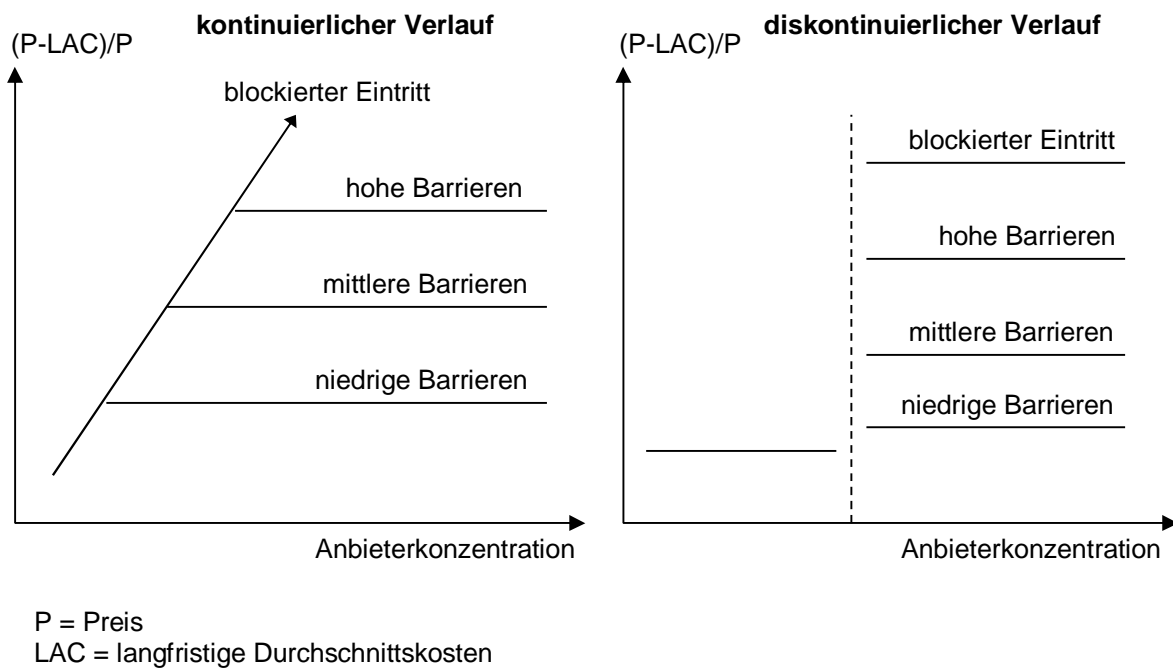 kontinuierlicher Verlauf
(P-LAC)/P
blockierter Eintritt
hohe Barrieren
mittlere Barrieren
niedrige Barrieren
Anbieterkonzentration
diskontinuierlicher Verlauf
(P-LAC)/P
blockierter Eintritt
hohe Barrieren
mittlere Barrieren
niedrige Barrieren
Anbieterkonzentration
P = Preis
LAC = langfristige Durchschnittskosten